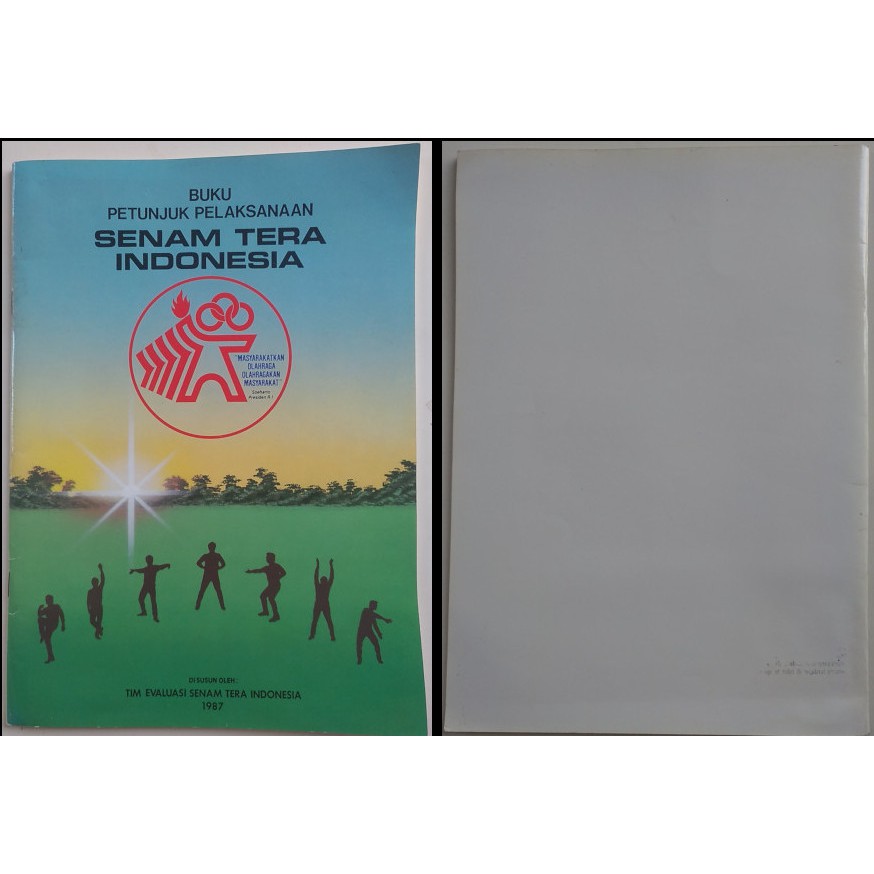 BUKU
PETUNJUK PELAKSANAAN
SENAM TERA
INDONESIA
"MASYARAKATKAN
OLAHRAGA
OLAHRAGAKAN
MASYARAKAT"
Soeharto
Presiden R.I
DI SUSUN OLEH :
TIM EVALUASI SENAM TERA INDONESIA
1987